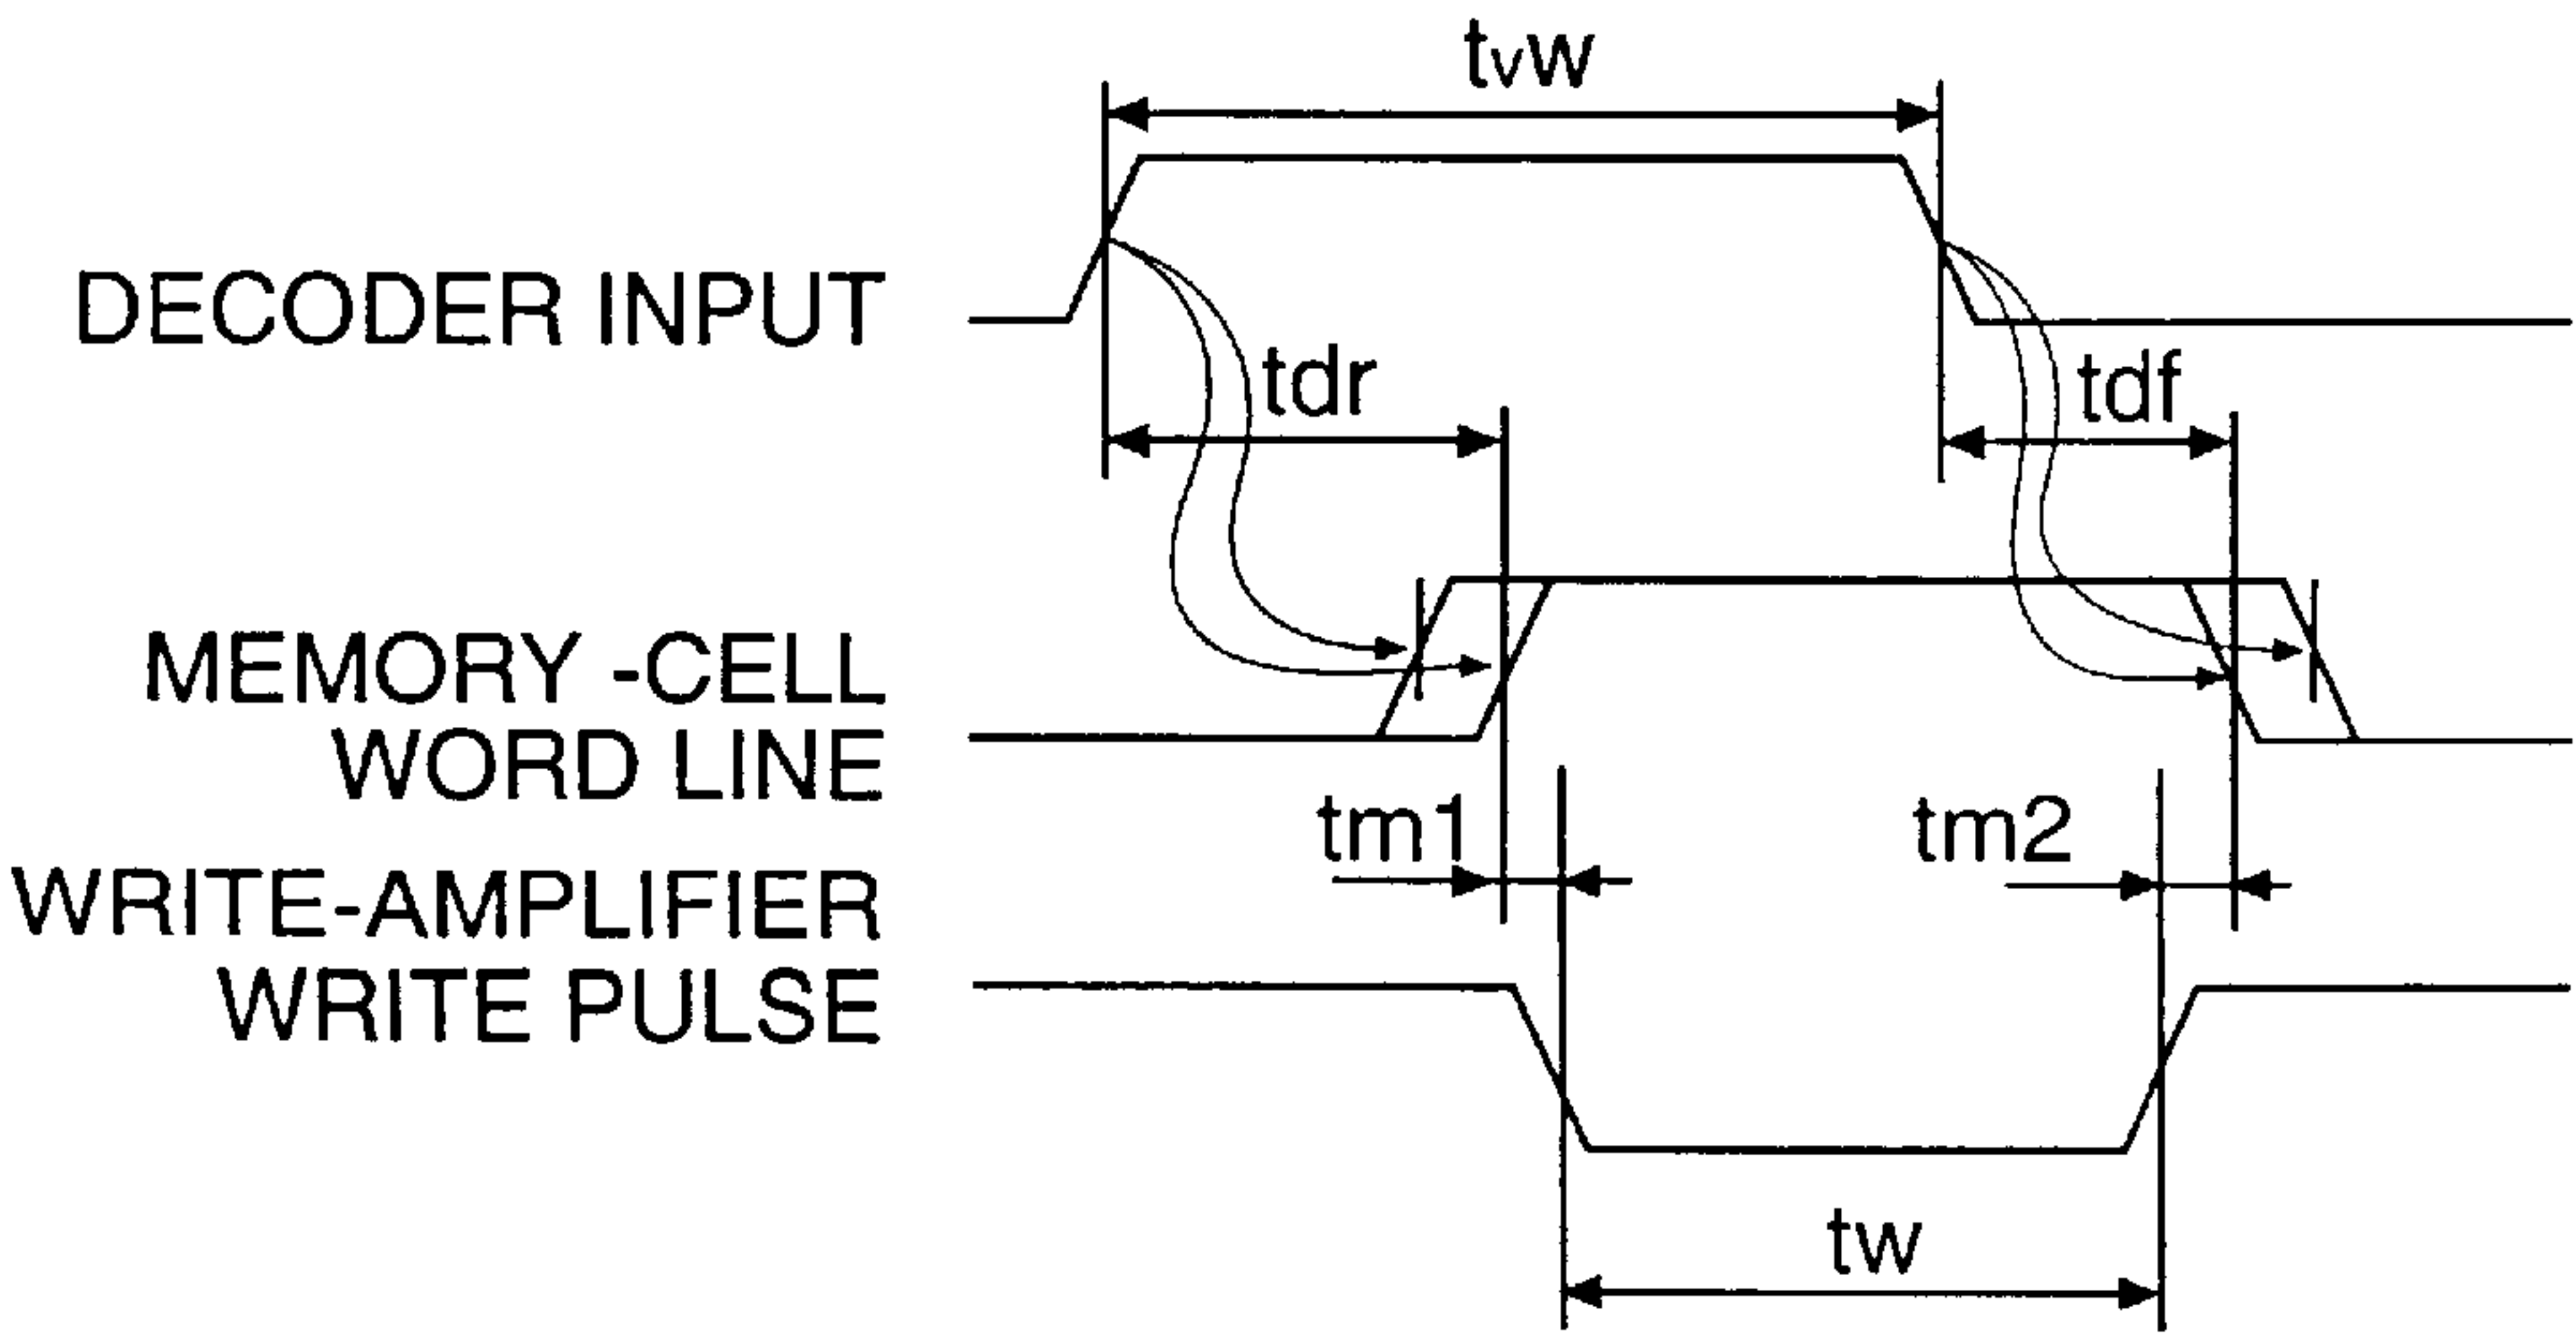 tvw
DECODER INPUT
tdr
tdf
MEMORY -CELL
WORD LINE
tm1
tm2
WRITE-AMPLIFIER
WRITE PULSE
tw